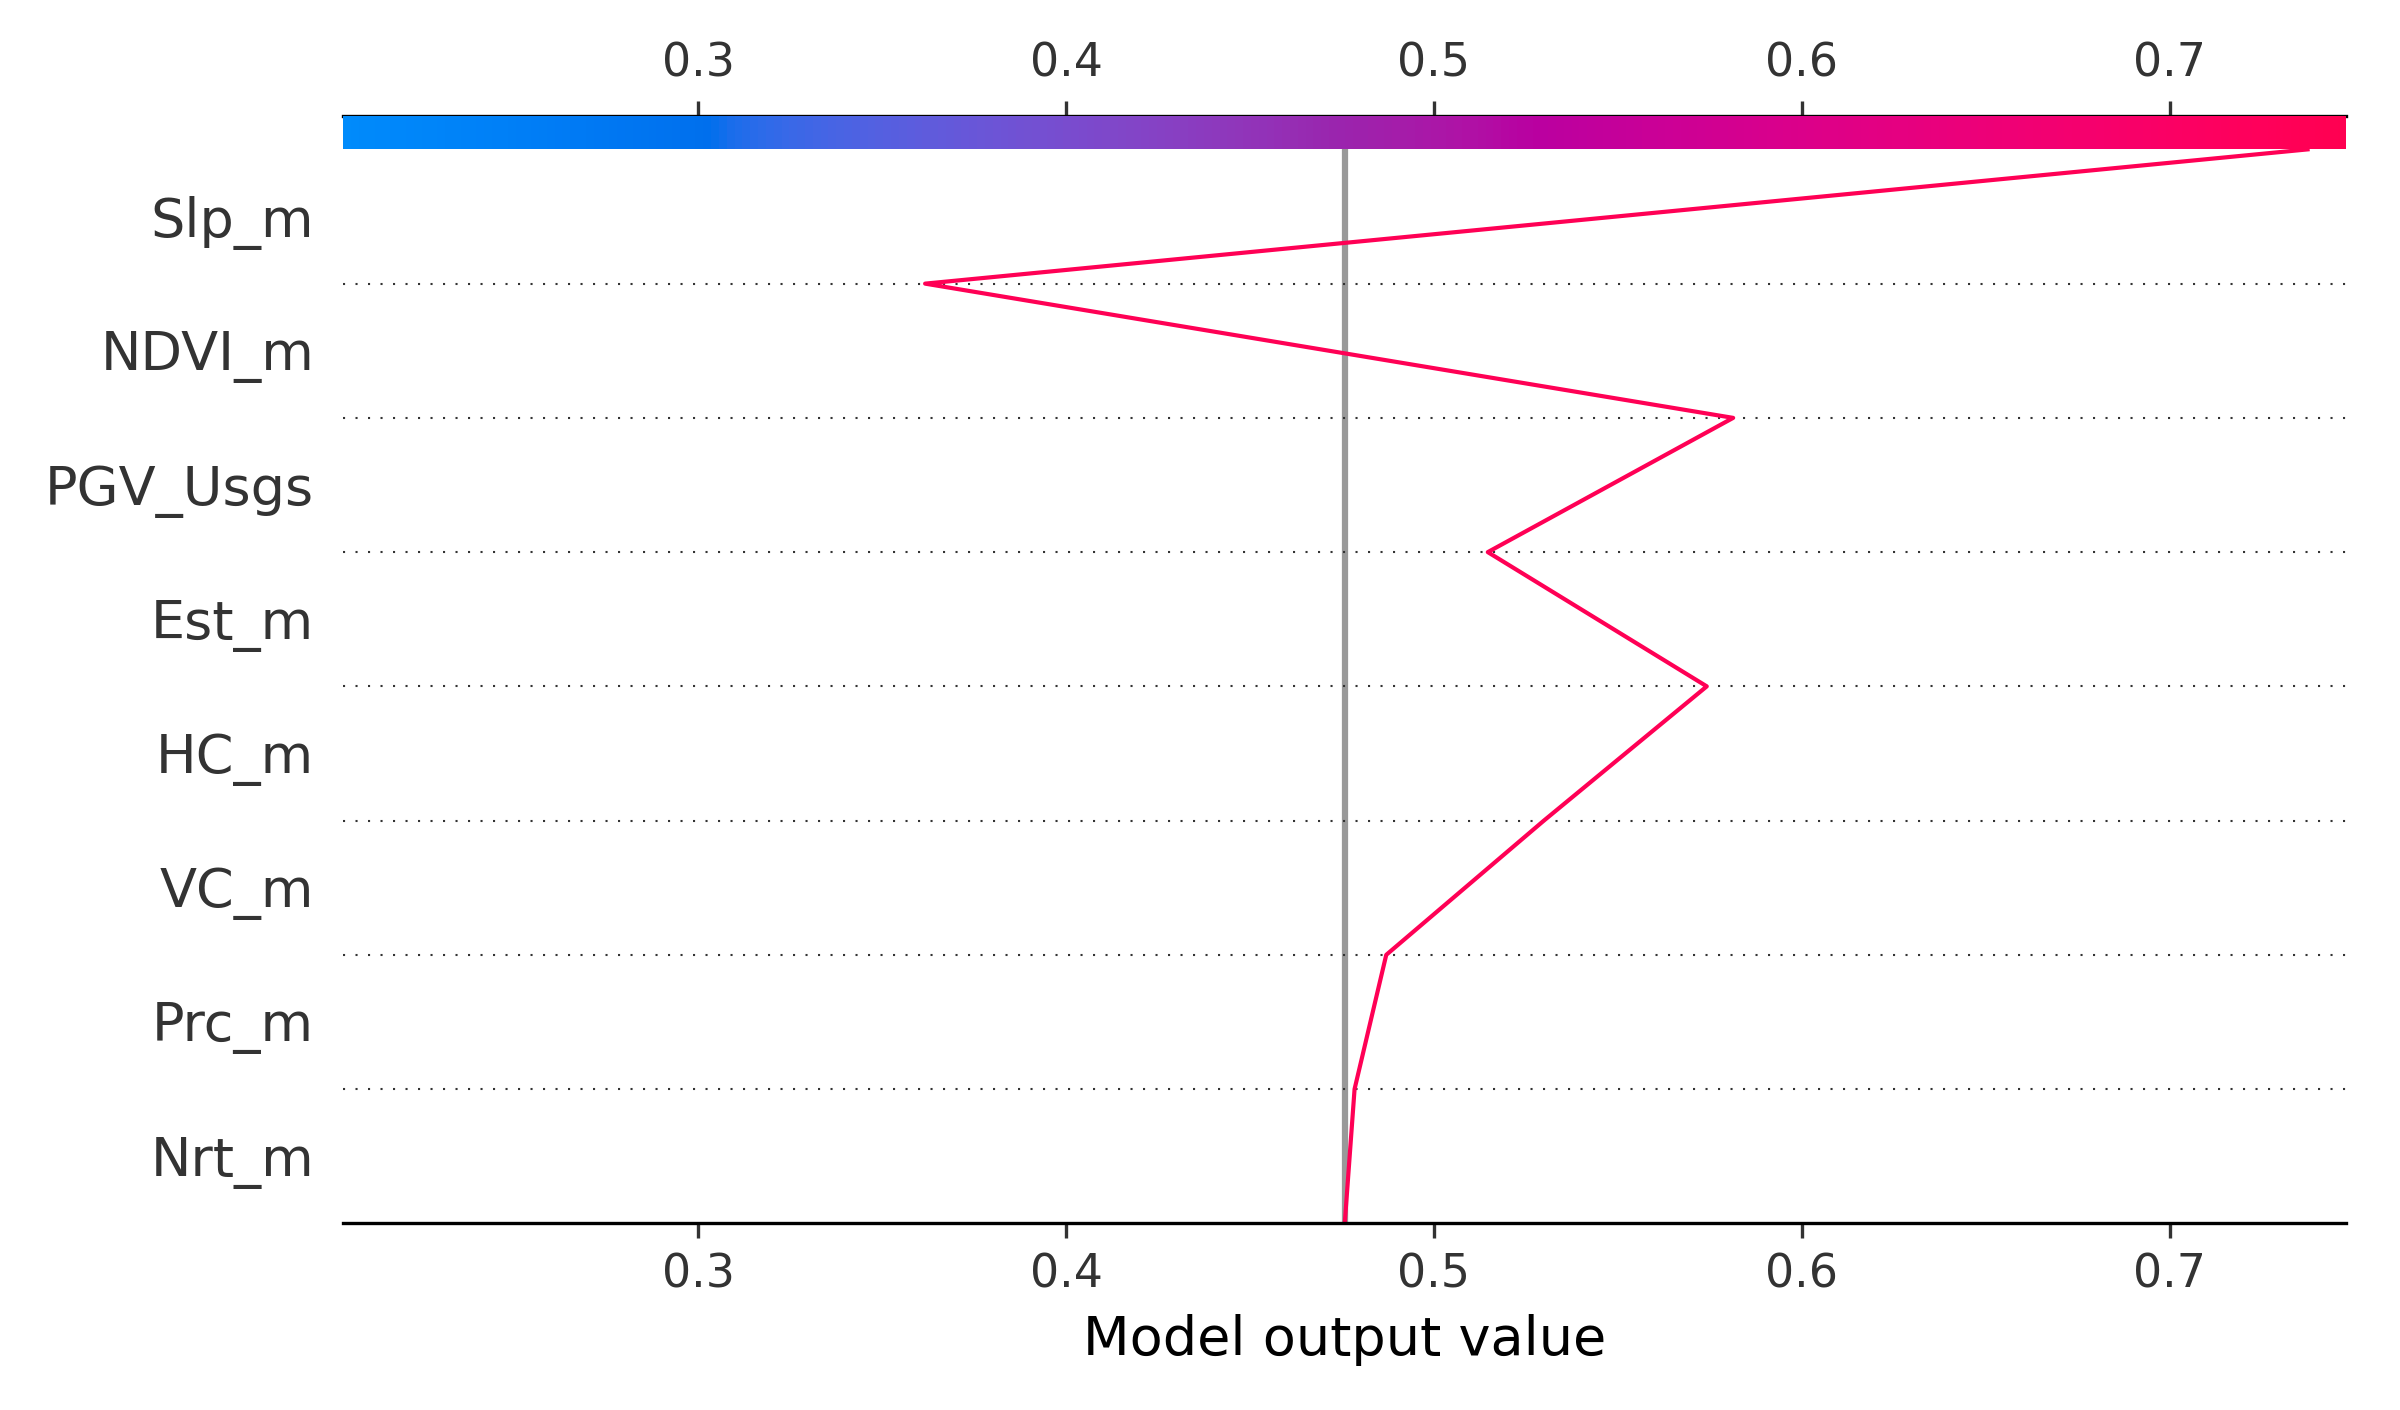 0.3 0.4 0.5 0.6 0.7
Slp_m
NDVI_m
PGV_Usgs
Est_m
HC_m
VC_m
Prc_m
Nrt_m
0.3 0.4 0.5 0.6 0.7
Model output value